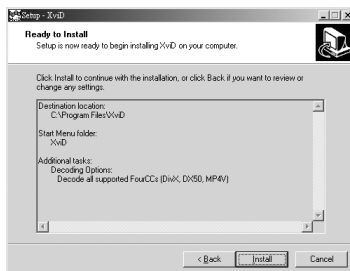 Setup - XviD
Ready to Install
Setup is now ready to begin installing XviD on your computer.
Click Install to continue with the installation, or click Back if you want to review or
change any settings.
Destination location:
C:\Program Files\XviD
Start Menu folder:
XviD
Additional tasks:
Decoding Options:
Decode all supported FourCCs (DivX, DX50, MP4V)
< Back
Install
Cancel